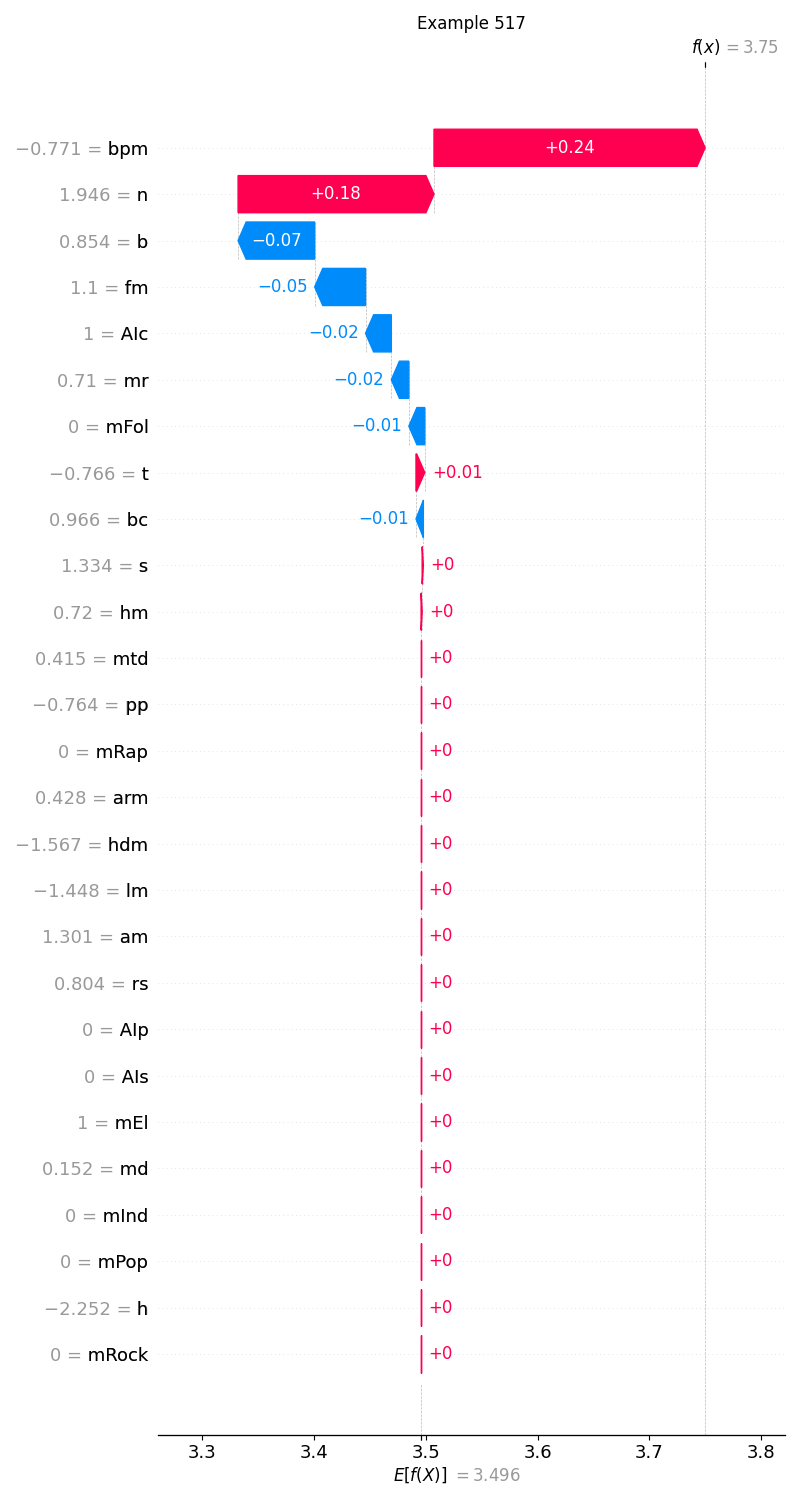 Example 517
f(x) = 3.75
−0.771 = bpm +0.24
1.946 = n +0.18
0.854 = b −0.07
1.1 = fm −0.05
1 = AIc −0.02
0.71 = mr −0.02
0 = mFol −0.01
−0.766 = t +0.01
0.966 = bc −0.01
1.334 = s +0
0.72 = hm +0
0.415 = mtd +0
−0.764 = pp +0
0 = mRap +0
0.428 = arm +0
−1.567 = hdm +0
−1.448 = lm +0
1.301 = am +0
0.804 = rs +0
0 = AIp +0
0 = AIs +0
1 = mEl +0
0.152 = md +0
0 = mInd +0
0 = mPop +0
−2.252 = h +0
0 = mRock +0
3.3 3.4 3.5 3.6 3.7 3.8
E[f(X)] = 3.496